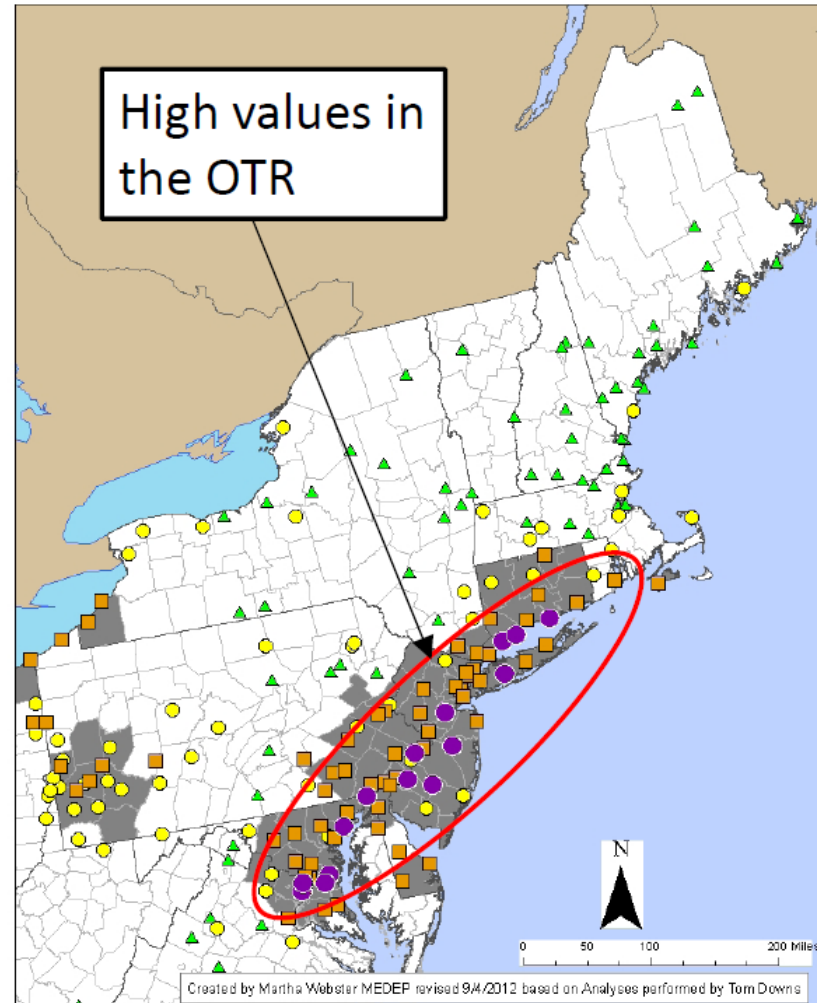 High values in
the OTR
N
0 50 100 200 Miles
Created by Martha Webster MEDEP revised 9/4/2012 based on Analyses performed by Tom Downs